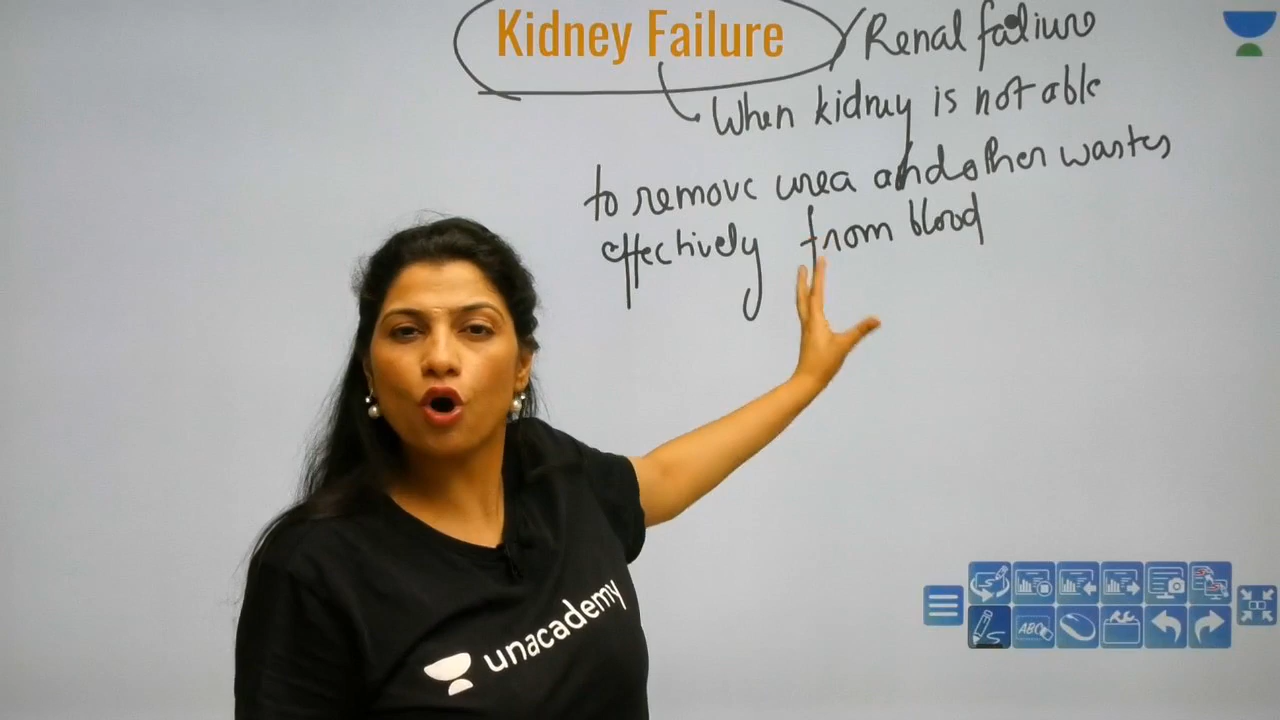 Kidney Failure / Renal failure
When kidney is not able
to remove urea and other wastes
effectively from blood
unacademy
ABC